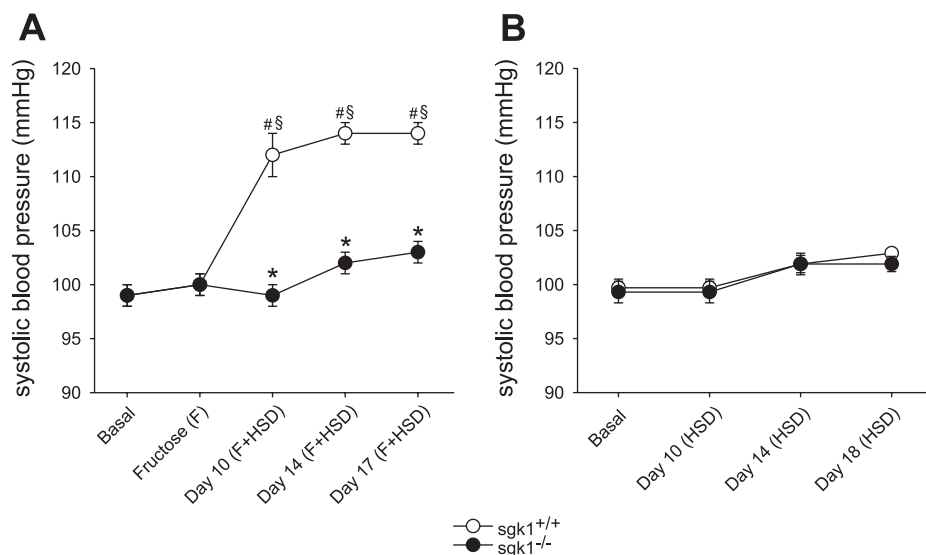 A
B
systolic blood pressure (mmHg)
120
115
110
105
100
95
90
#§
#§
#§
*
*
*
Basal
Fructose (F)
Day 10 (F+HSD)
Day 14 (F+HSD)
Day 17 (F+HSD)
systolic blood pressure (mmHg)
120
115
110
105
100
95
90
Basal
Day 10 (HSD)
Day 14 (HSD)
Day 18 (HSD)
sgk1+/+
sgk1-/-